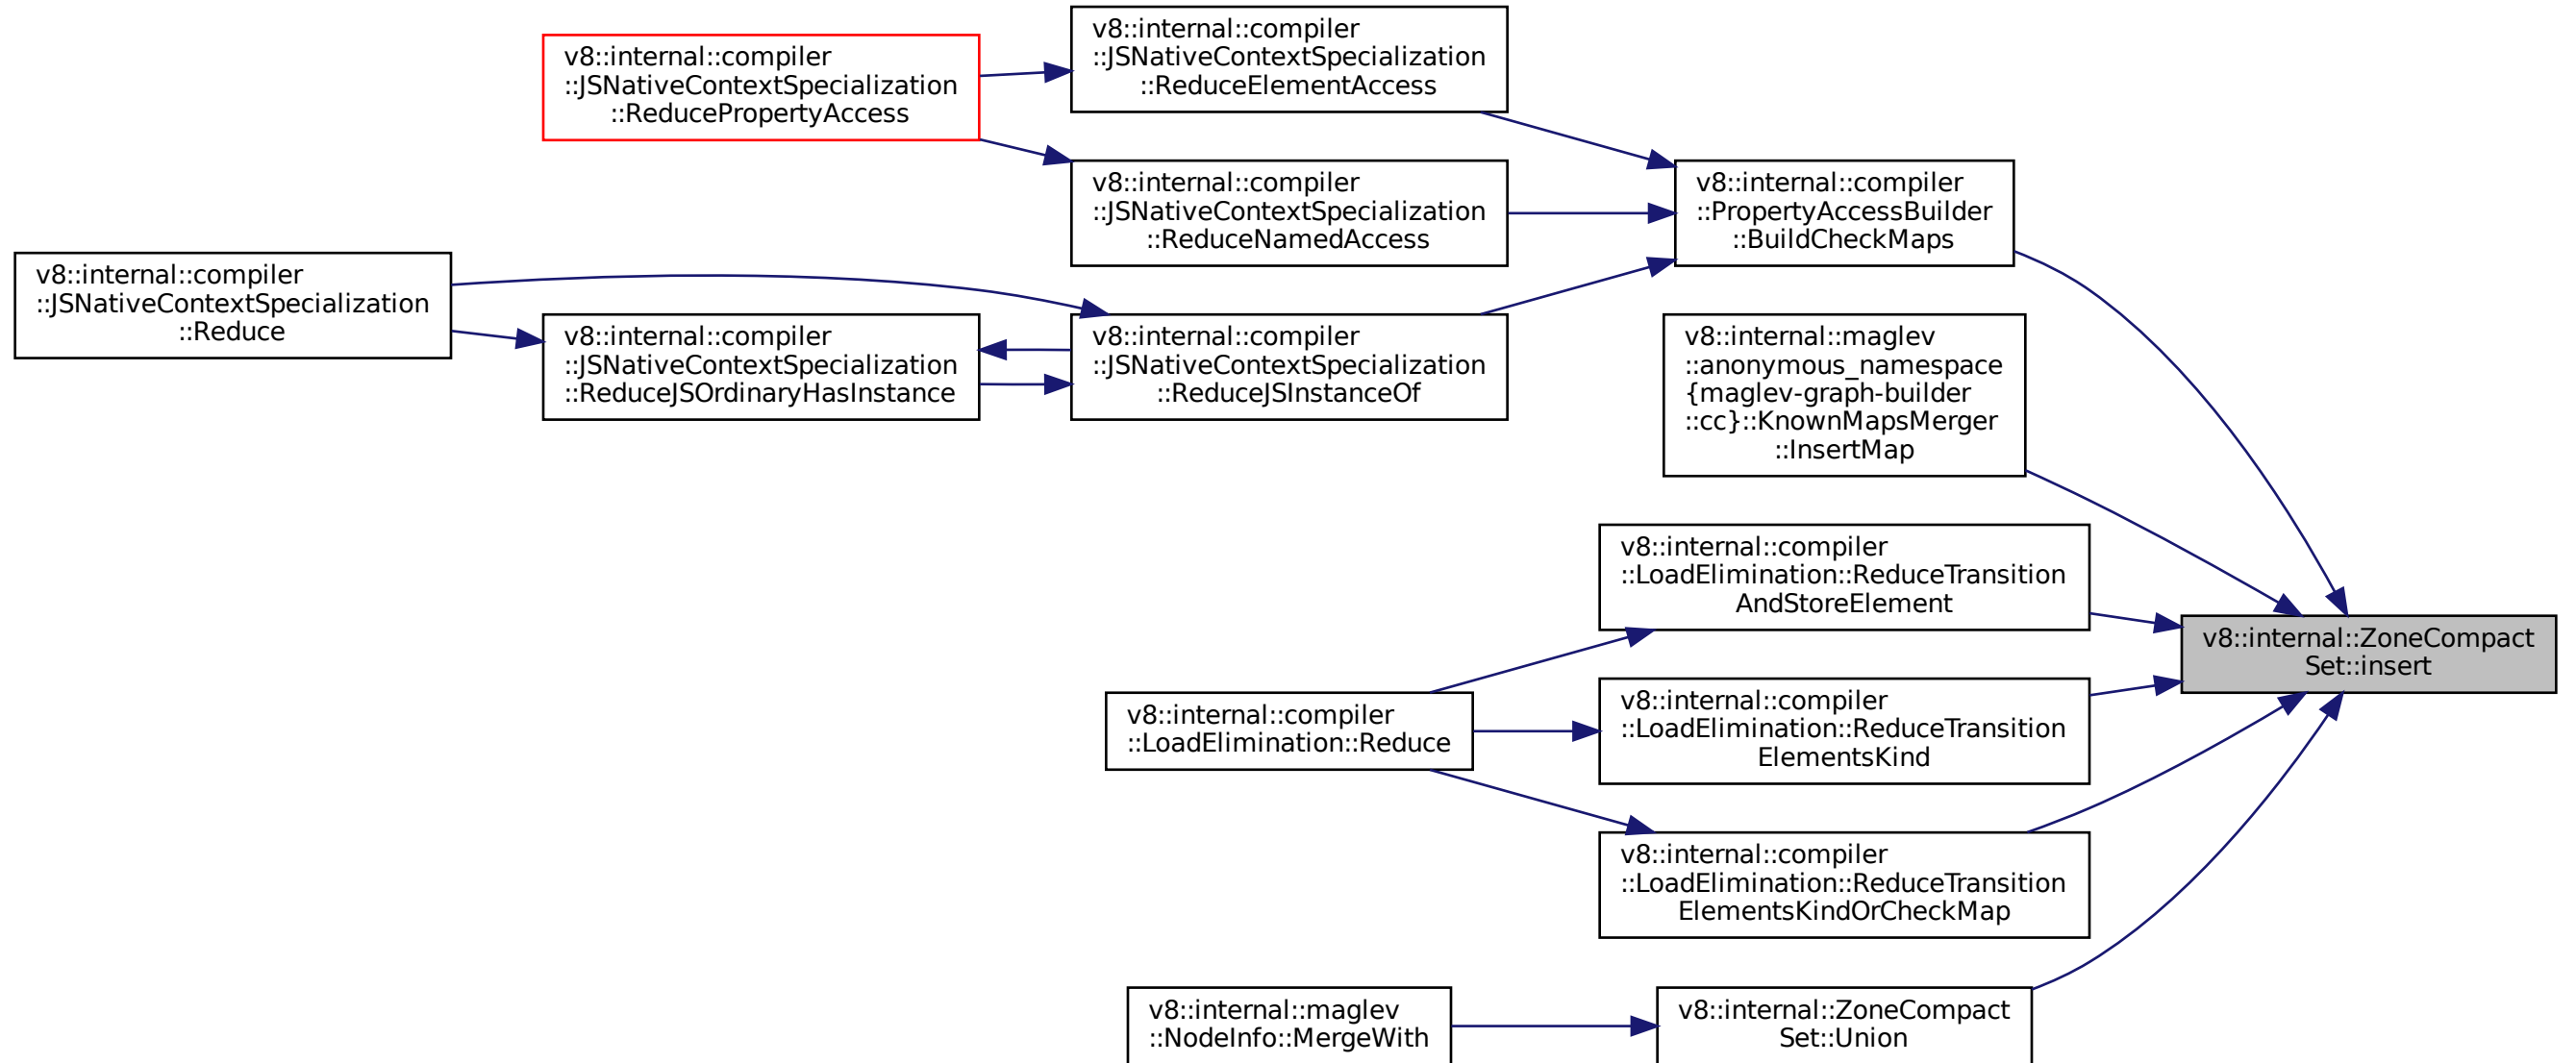 v8::internal::compiler
::JSNativeContextSpecialization
::ReduceElementAccess
v8::internal::compiler
::JSNativeContextSpecialization
::ReducePropertyAccess
v8::internal::compiler
::JSNativeContextSpecialization
::ReduceNamedAccess
v8::internal::compiler
::PropertyAccessBuilder
::BuildCheckMaps
v8::internal::compiler
::JSNativeContextSpecialization
::Reduce
v8::internal::compiler
::JSNativeContextSpecialization
::ReduceJSOrdinaryHasInstance
v8::internal::compiler
::JSNativeContextSpecialization
::ReduceJSInstanceOf
v8::internal::maglev
::anonymous_namespace
{maglev-graph-builder
::cc}::KnownMapsMerger
::InsertMap
v8::internal::compiler
::LoadElimination::ReduceTransition
AndStoreElement
v8::internal::ZoneCompact
Set::insert
v8::internal::compiler
::LoadElimination::Reduce
v8::internal::compiler
::LoadElimination::ReduceTransition
ElementsKind
v8::internal::compiler
::LoadElimination::ReduceTransition
ElementsKindOrCheckMap
v8::internal::maglev
::NodeInfo::MergeWith
v8::internal::ZoneCompact
Set::Union